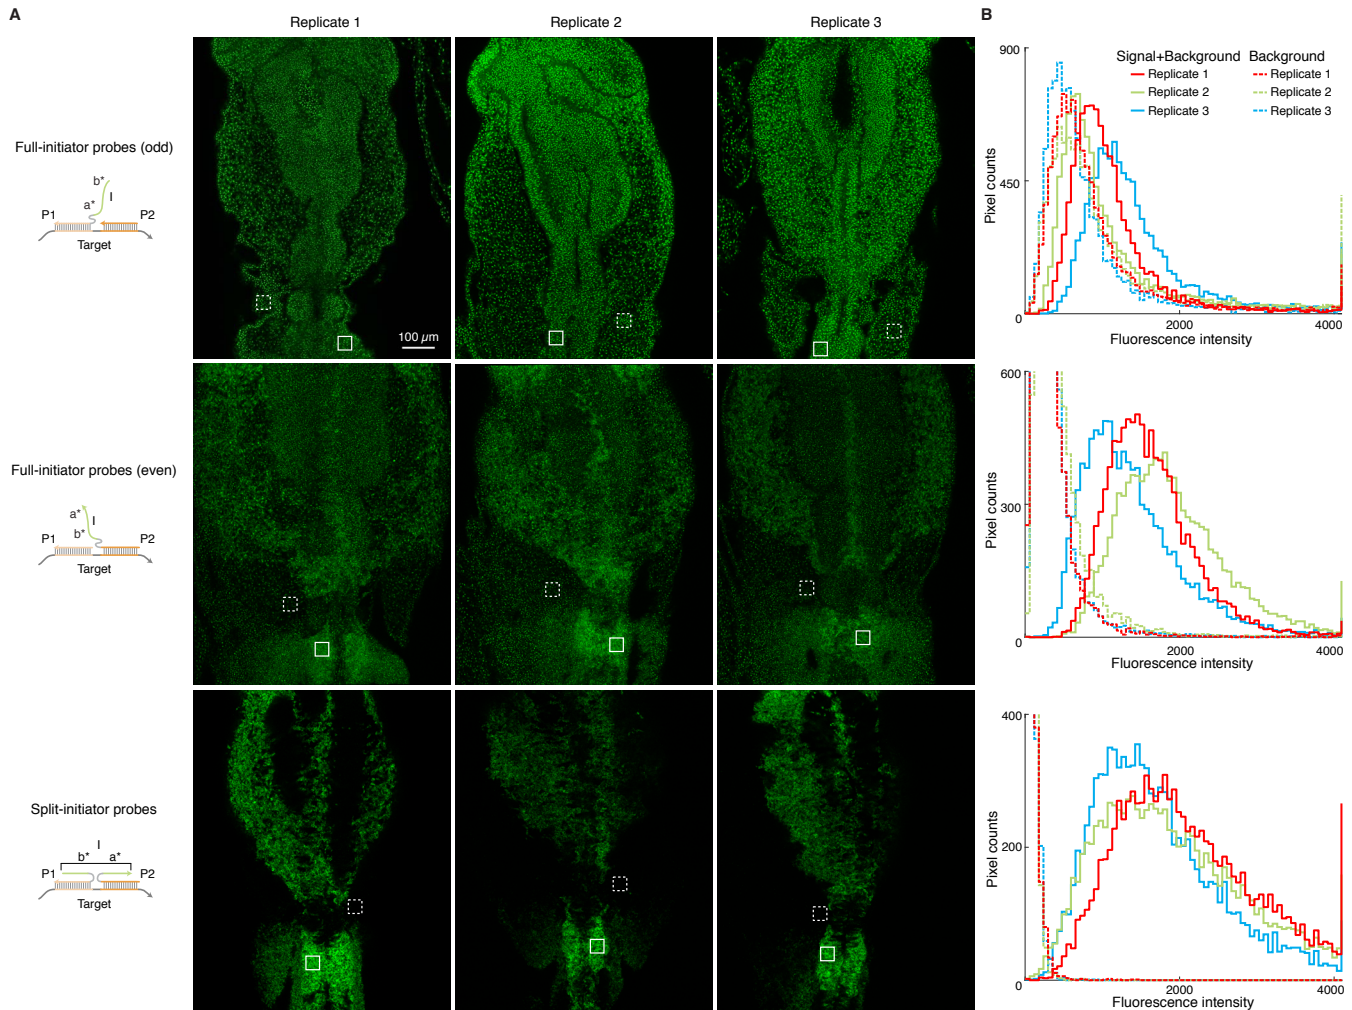 A
Replicate 1
Replicate 2
Replicate 3
B
Full-initiator probes (odd)
b*
I
a*
P1
P2
Target
100 µm
900
450
0
2000
4000
Pixel counts
Fluorescence intensity
Signal+Background
Background
Replicate 1
Replicate 1
Replicate 2
Replicate 2
Replicate 3
Replicate 3
Full-initiator probes (even)
a*
I
b*
P1
P2
Target
600
300
0
2000
4000
Pixel counts
Fluorescence intensity
Split-initiator probes
I
b*
a*
P1
P2
Target
400
200
0
2000
4000
Pixel counts
Fluorescence intensity